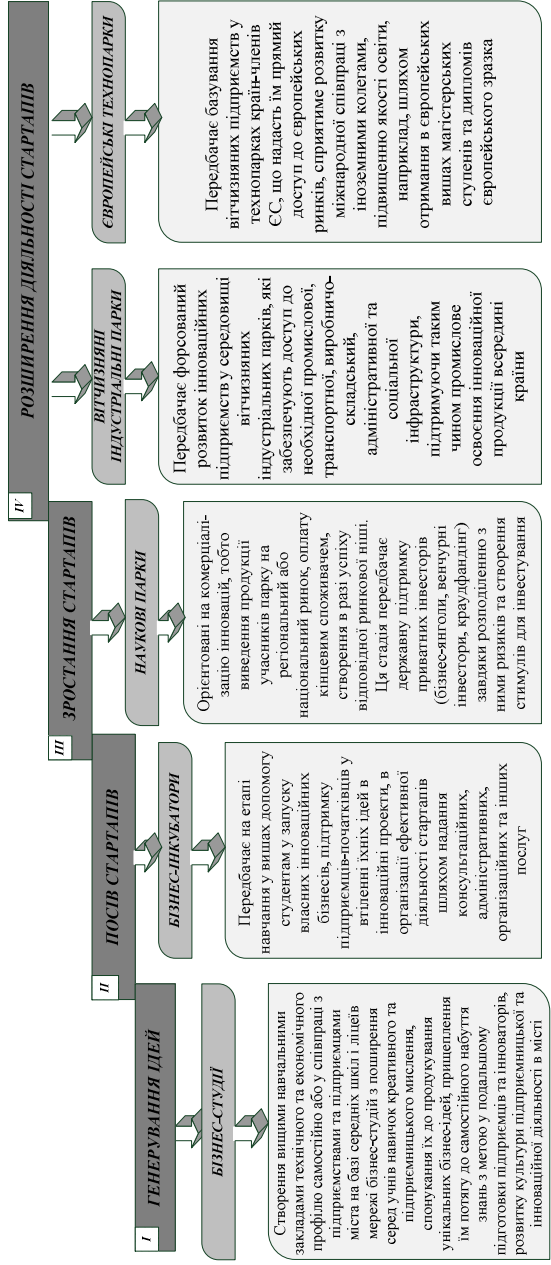 I
ГЕНЕРУВАННЯ ІДЕЙ
БІЗНЕС-СТУДІЇ
Створення вищими навчальними
закладами технічного та економічного
профілю самостійно або у співпраці з
підприємствами та підприємцями
міста на базі середніх шкіл і ліцеїв
мережі бізнес-студій з поширення
серед учнів навичок креативного та
підприємницького мислення,
спонукання їх до продукування
унікальних бізнес-ідей, прищеплення
їм потягу до самостійного набуття
знань з метою у подальшому
підготовки підприємців та інноваторів,
розвитку культури підприємницької та
інноваційної діяльності в місті
II
ПОСІВ СТАРТАПІВ
БІЗНЕС-ІНКУБАТОРИ
Передбачає на етапі
навчання у вишах допомогу
студентам у запуску
власних інноваційних
бізнесів, підтримку
підприємців-початківців у
втіленні їхніх ідей в
інноваційні проекти, в
організації ефективної
діяльності стартапів
шляхом надання
консультаційних,
адміністративних,
організаційних та інших
послуг
III
ЗРОСТАННЯ СТАРТАПІВ
НАУКОВІ ПАРКИ
Орієнтовані на комерціалі-
зацію інновацій, тобто
виведення продукції
учасників парку на
регіональний або
національний ринок, оплату
кінцевим споживачем,
створення в разі успіху
відповідної ринкової ніші.
Ця стадія передбачає
державну підтримку
приватних інвесторів
(бізнес-янголи, венчурні
інвестори, краудфандінг)
завдяки розподіленню з
ними ризиків та створення
стимулів для інвестування
IV
РОЗШИРЕННЯ ДІЯЛЬНОСТІ СТАРТАПІВ
ВІТЧИЗНЯНІ
ІНДУСТРІАЛЬНІ ПАРКИ
Передбачає форсований
розвиток інноваційних
підприємств у середовищі
вітчизняних
індустріальних парків, які
забезпечують доступ до
необхідної промислової,
транспортної, виробничо-
складський,
адміністративної та
соціальної
інфраструктури,
підтримуючи таким
чином промислове
освоєння інноваційної
продукції всередині
країни
ЄВРОПЕЙСЬКІ ТЕХНОПАРКИ
Передбачає базування
вітчизняних підприємств у
технопарках країн-членів
ЄС, що надасть їм прямий
доступ до європейських
ринків, сприятиме розвитку
міжнародної співпраці з
іноземними колегами,
підвищенню якості освіти,
наприклад, шляхом
отримання в європейських
вишах магістерських
ступенів та дипломів
європейського зразка